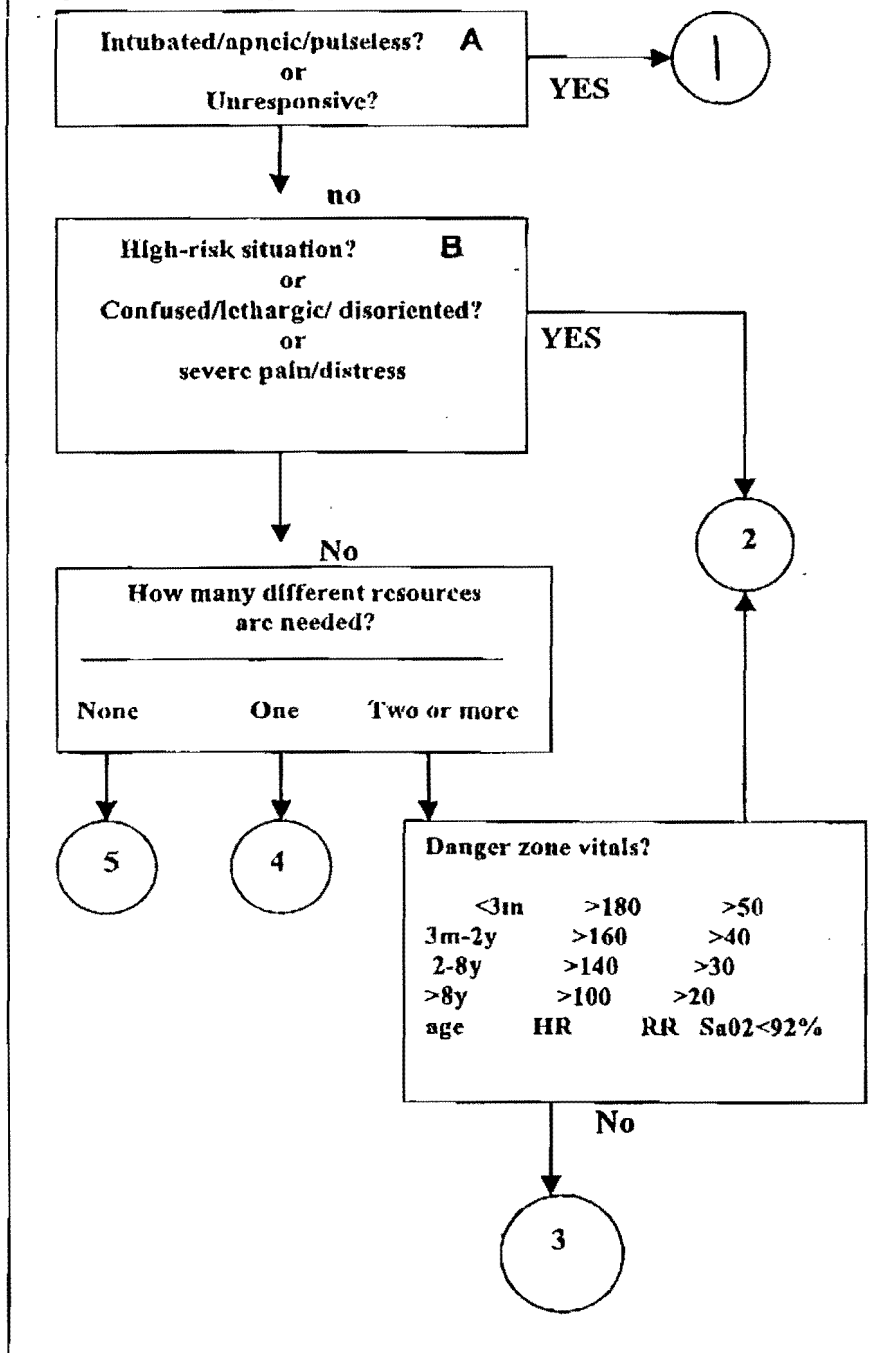 Intubated/apneic/pulseless? A
or
Unresponsive?
YES
1
no
High-risk situation? B
or
Confused/lethargic/ disoriented?
or
severe pain/distress
YES
2
No
How many different resources
are needed?
None One Two or more
5
4
Danger zone vitals?
<3m >180 >50
3m-2y >160 >40
2-8y >140 >30
>8y >100 >20
age HR RR Sa02<92%
No
3